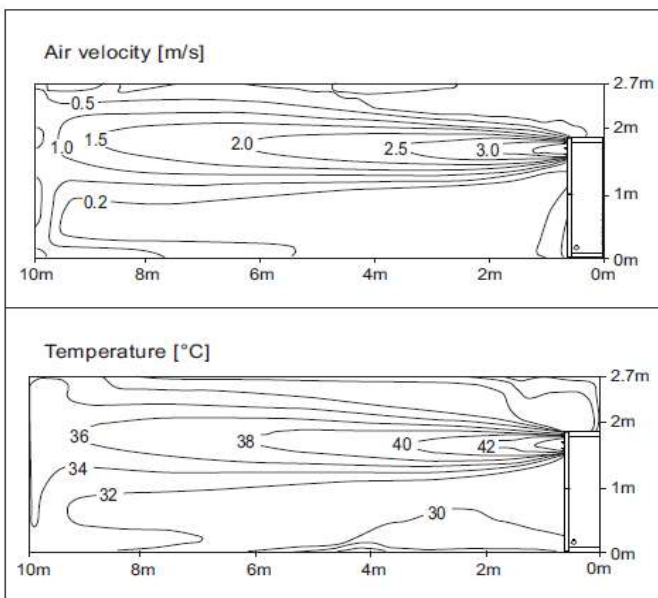 Air velocity [m/s]
2.7m
0.5
2m
1.0 1.5 2.0 2.5 3.0
1m
0.2
0m
10m 8m 6m 4m 2m 0m
Temperature [°C]
2.7m
2m
36 38 40 42
34
1m
32
30
0m
10m 8m 6m 4m 2m 0m